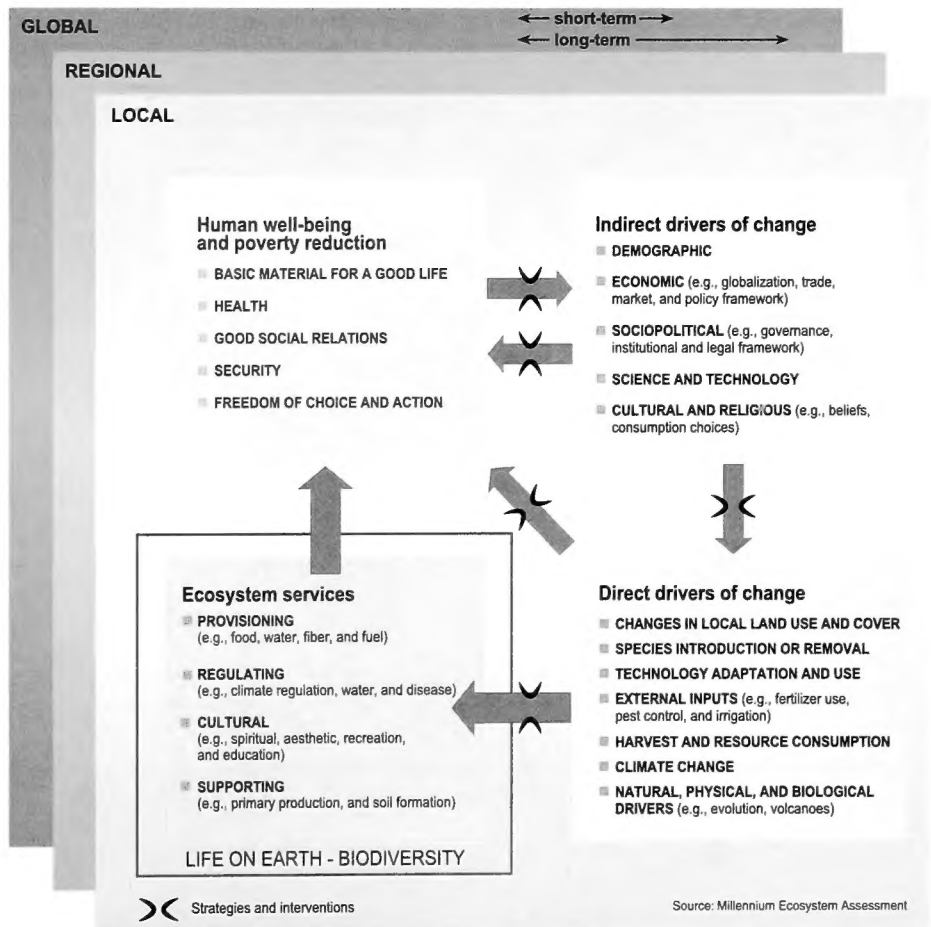 GLOBAL
short-term
long-term
REGIONAL
LOCAL
Human well-being
and poverty reduction
BASIC MATERIAL FOR A GOOD LIFE
HEALTH
GOOD SOCIAL RELATIONS
SECURITY
FREEDOM OF CHOICE AND ACTION
Indirect drivers of change
DEMOGRAPHIC
ECONOMIC (e.g., globalization, trade,
market, and policy framework)
SOCIOPOLITICAL (e.g., governance,
institutional and legal framework)
SCIENCE AND TECHNOLOGY
CULTURAL AND RELIGIOUS (e.g., beliefs,
consumption choices)
Ecosystem services
PROVISIONING
(e.g., food, water, fiber, and fuel)
REGULATING
(e.g., climate regulation, water, and disease)
CULTURAL
(e.g., spiritual, aesthetic, recreation,
and education)
SUPPORTING
(e.g., primary production, and soil formation)
LIFE ON EARTH - BIODIVERSITY
Direct drivers of change
CHANGES IN LOCAL LAND USE AND COVER
SPECIES INTRODUCTION OR REMOVAL
TECHNOLOGY ADAPTATION AND USE
EXTERNAL INPUTS (e.g., fertilizer use,
pest control, and irrigation)
HARVEST AND RESOURCE CONSUMPTION
CLIMATE CHANGE
NATURAL, PHYSICAL, AND BIOLOGICAL
DRIVERS (e.g., evolution, volcanoes)
Strategies and interventions
Source: Millennium Ecosystem Assessment